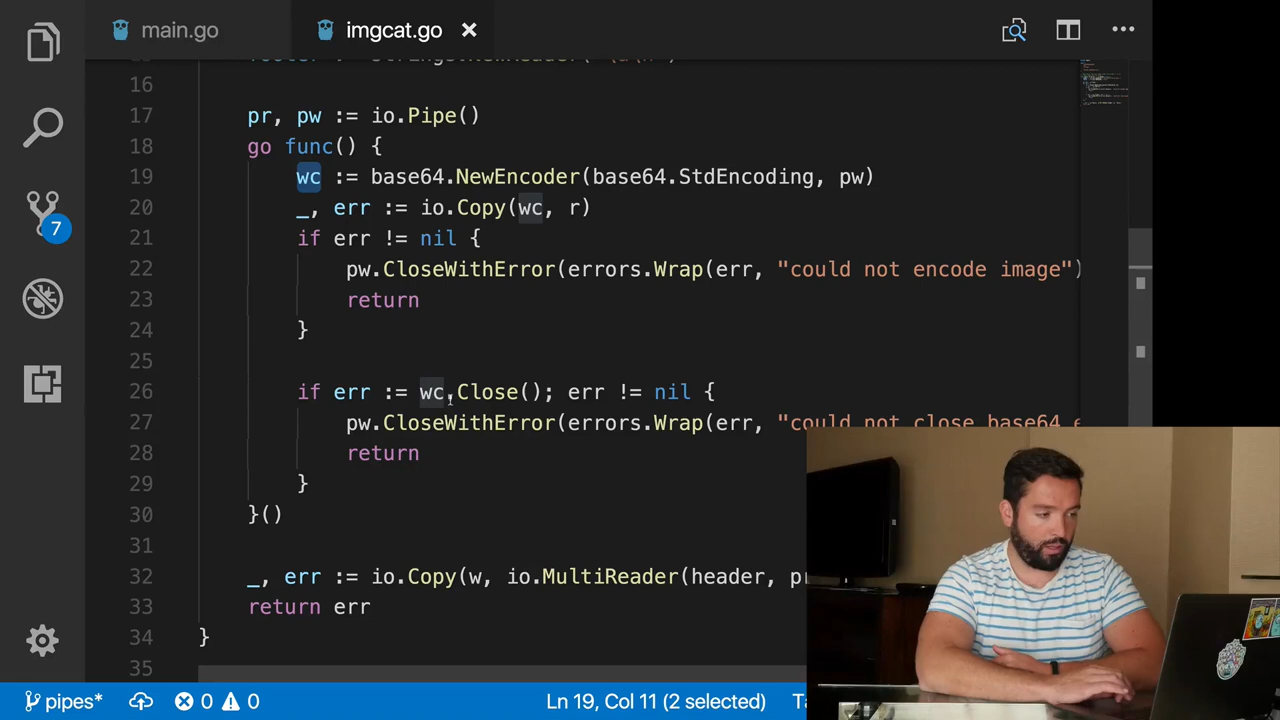 main.go
imgcat.go
16
17 pr, pw := io.Pipe()
18 go func() {
19 wc := base64.NewEncoder(base64.StdEncoding, pw)
20 _, err := io.Copy(wc, r)
21 if err != nil {
22 pw.CloseWithError(errors.Wrap(err, "could not encode image")
23 return
24 }
25
26 if err := wc.Close(); err != nil {
27 pw.CloseWithError(errors.Wrap(err, "could not close base64 e
28 return
29 }
30 }()
31
32 _, err := io.Copy(w, io.MultiReader(header, pr
33 return err
34 }
35
7
pipes* 0 0 Ln 19, Col 11 (2 selected)